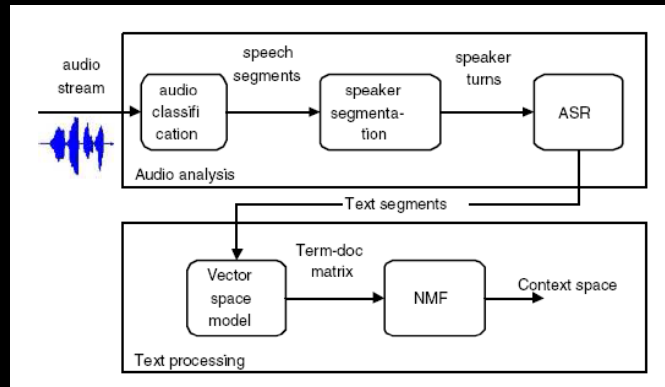 audio
stream
audio
classifi
cation
speech
segments
speaker
segmenta-
tion
speaker
turns
ASR
Audio analysis
Text segments
Vector
space
model
Term-doc
matrix
NMF
Context space
Text processing